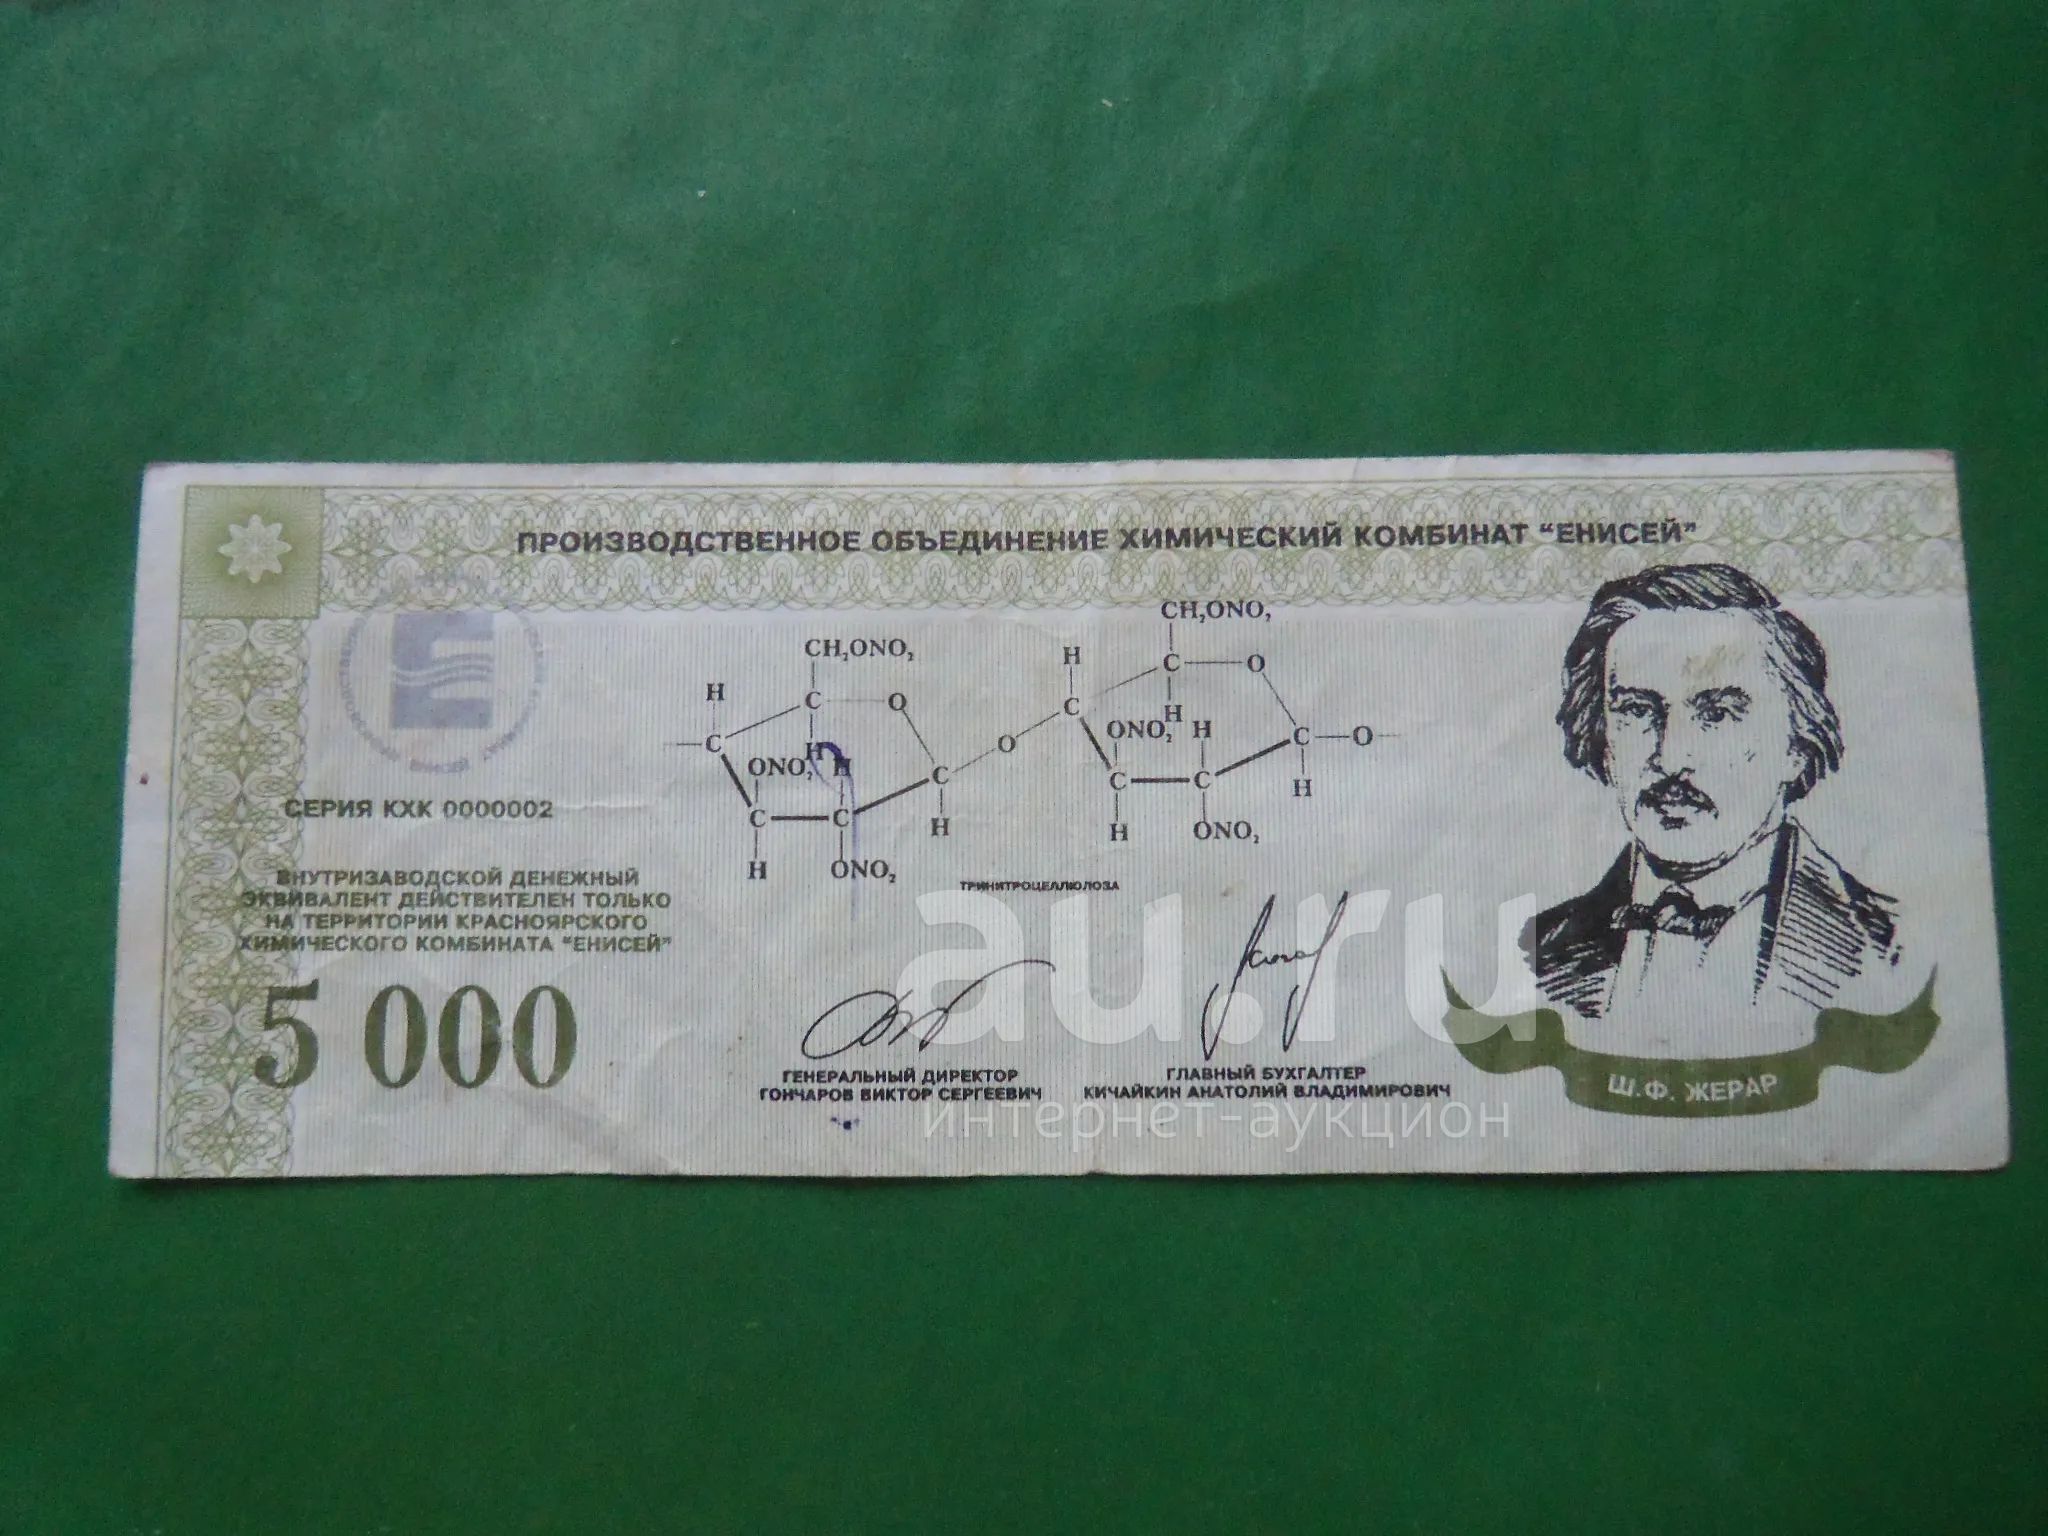 ПРОИЗВОДСТВЕННОЕ ОБЪЕДИНЕНИЕ ХИМИЧЕСКИЙ КОМБИНАТ "ЕНИСЕЙ"
CH₂ONO₂
CH₂ONO₂
H
H
C O
C O
C
C
H
H
ONO₂
ONO₂
H
H
O
C O
C
C C
H
H
H
ONO₂
C C
H
ONO₂
ТРИНИТРОЦЕЛЛЮЛОЗА
СЕРИЯ КХК 0000002
ВНУТРИЗАВОДСКОЙ ДЕНЕЖНЫЙ
ЭКВИВАЛЕНТ ДЕЙСТВИТЕЛЕН ТОЛЬКО
НА ТЕРРИТОРИИ КРАСНОЯРСКОГО
ХИМИЧЕСКОГО КОМБИНАТА "ЕНИСЕЙ"
5 000
ГЕНЕРАЛЬНЫЙ ДИРЕКТОР
ГОНЧАРОВ ВИКТОР СЕРГЕЕВИЧ
ГЛАВНЫЙ БУХГАЛТЕР
КИЧАЙКИН АНАТОЛИЙ ВЛАДИМИРОВИЧ
Ш.Ф. ЖЕРАР
au.ru
интернет-аукцион